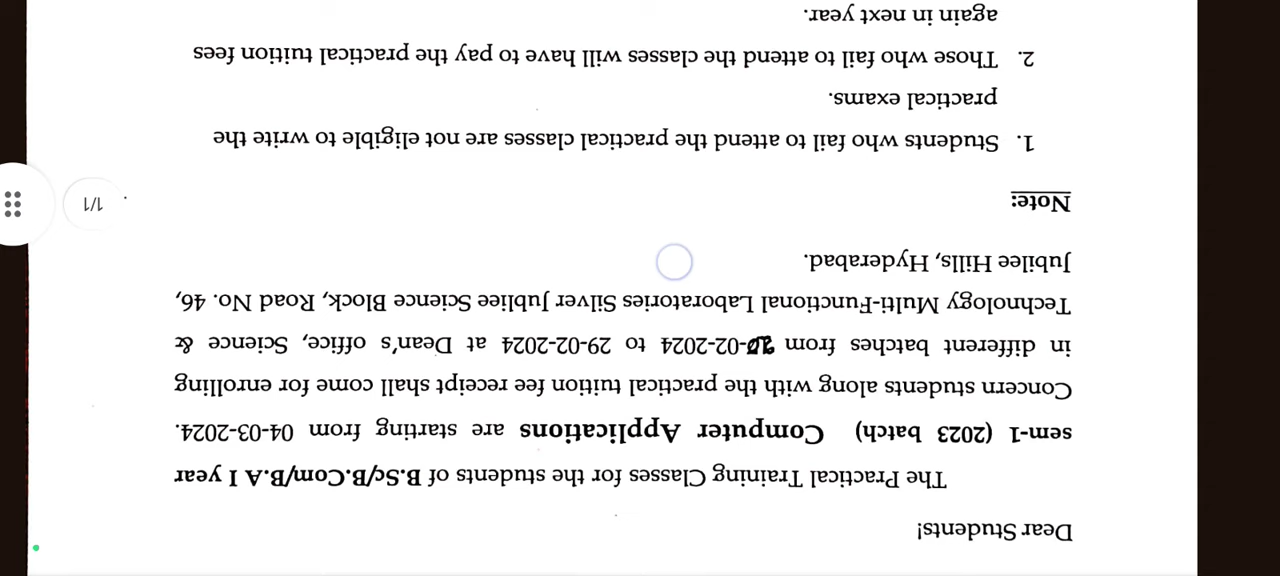 Dear Students!
The Practical Training Classes for the students of B.Sc/B.Com/B.A I year
sem-1 (2023 batch) Computer Applications are starting from 04-03-2024.
Concern students along with the practical tuition fee receipt shall come for enrolling
in different batches from to 29-02-2024 at Dean's office, Science &
Technology Multi-Functional Laboratories Silver Jubliee Science Block, Road No. 46,
Jubilee Hills, Hyderabad.
Note:
1/1
1. Students who fail to attend the practical classes are not eligible to write the
practical exams.
2. Those who fail to attend the classes will have to pay the practical tuition fees
again in next year.